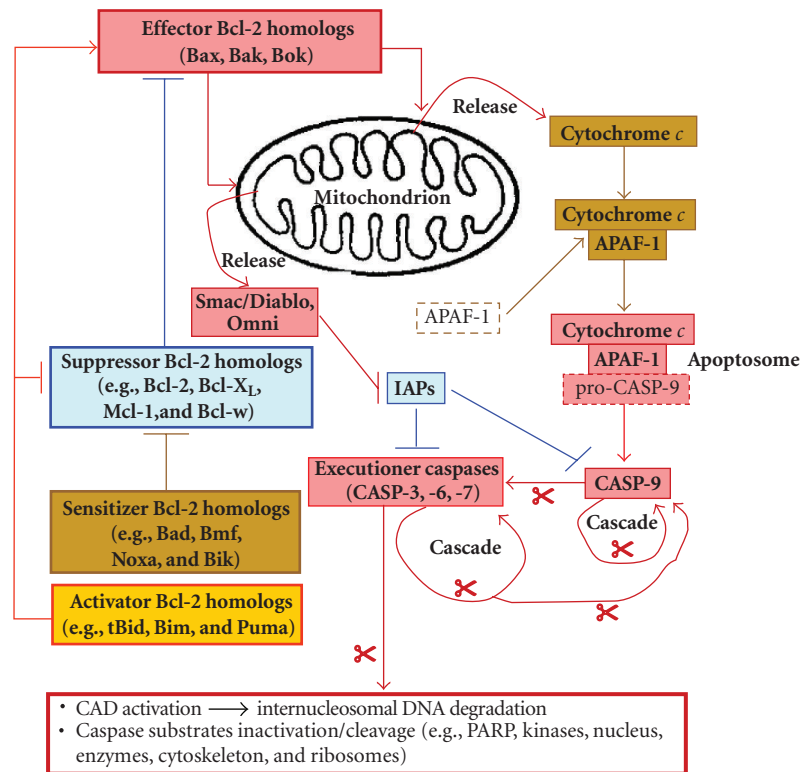 Effector Bcl-2 homologs
(Bax, Bak, Bok)
Release
Cytochrome c
Mitochondrion
Cytochrome c
APAF-1
Release
Smac/Diablo,
Omni
APAF-1
Cytochrome c
APAF-1
Apoptosome
pro-CASP-9
Suppressor Bcl-2 homologs
(e.g., Bcl-2, Bcl-XL,
Mcl-1,and Bcl-w)
IAPs
Executioner caspases
(CASP-3, -6, -7)
CASP-9
Cascade
Cascade
Sensitizer Bcl-2 homologs
(e.g., Bad, Bmf,
Noxa, and Bik)
Activator Bcl-2 homologs
(e.g., tBid, Bim, and Puma)
• CAD activation ⟶ internucleosomal DNA degradation
• Caspase substrates inactivation/cleavage (e.g., PARP, kinases, nucleus,
enzymes, cytoskeleton, and ribosomes)